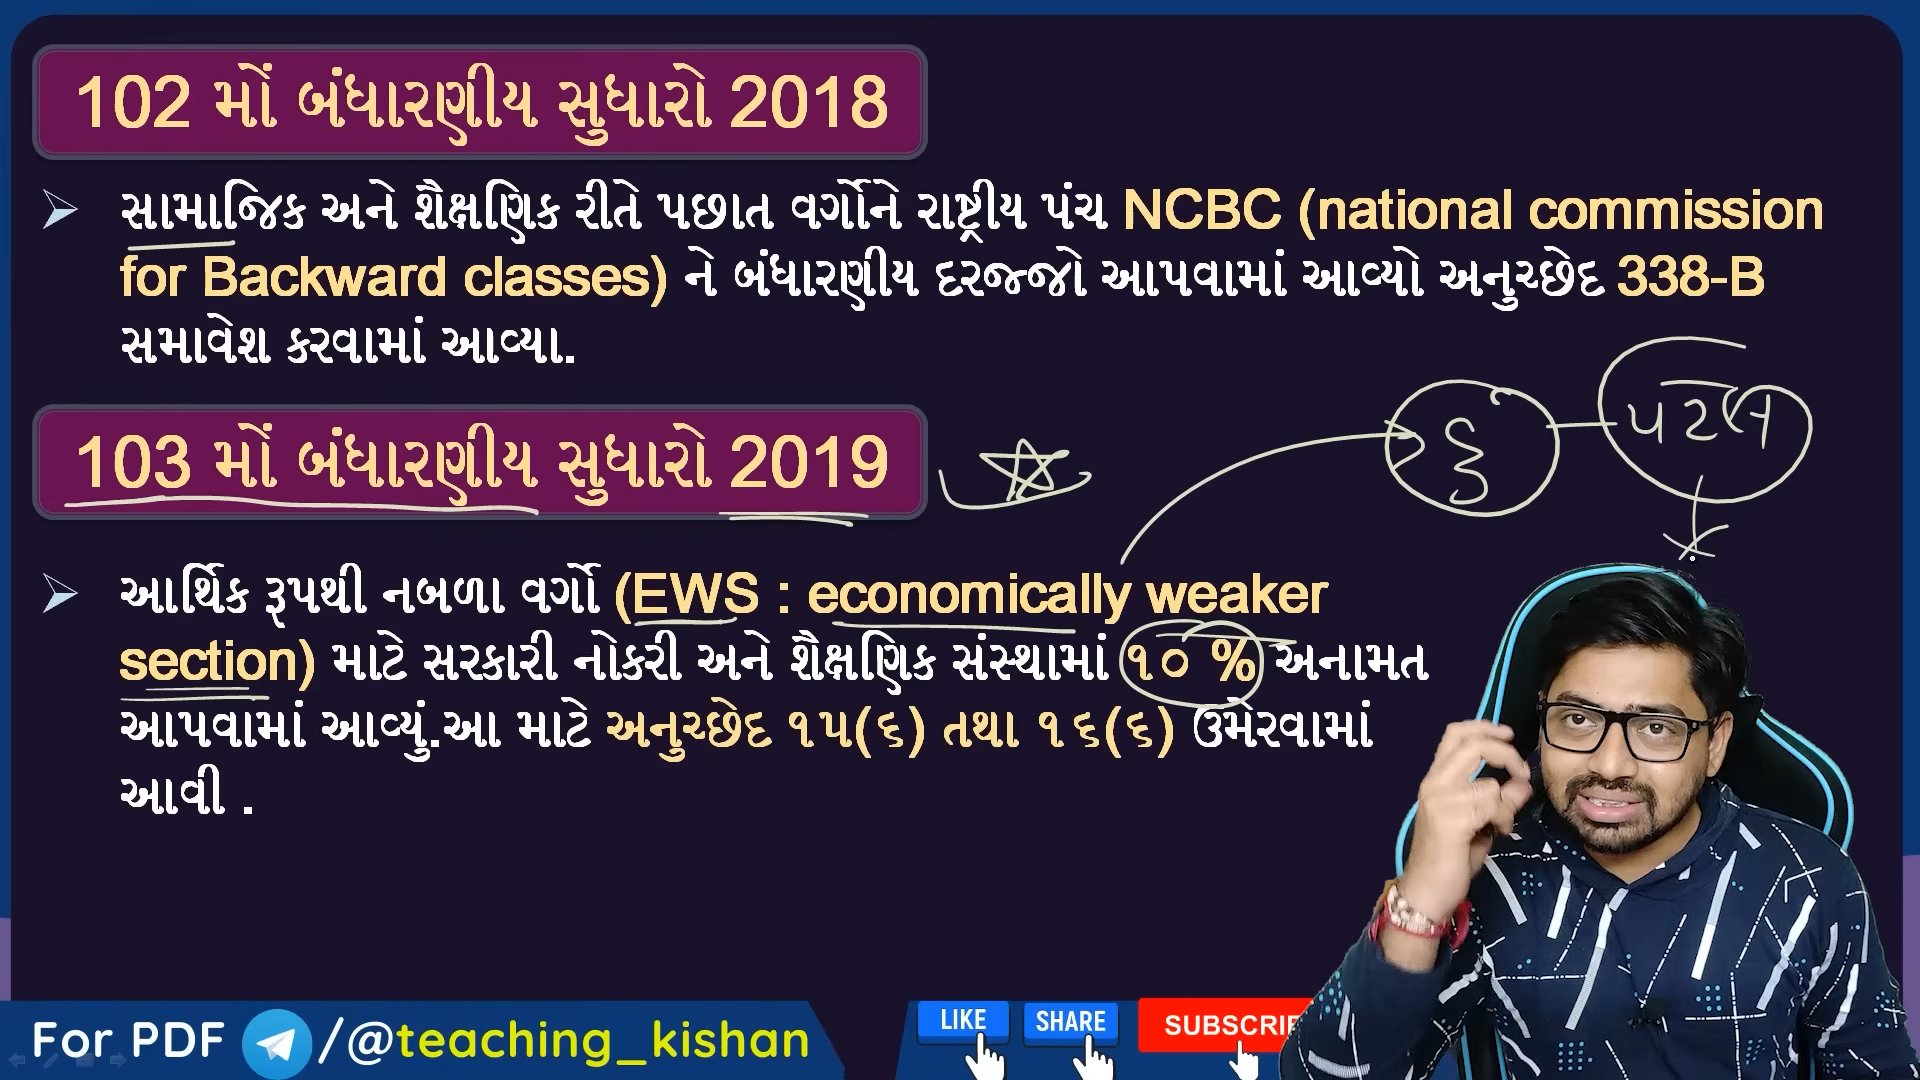 102 મોં બંધારણીય સુધારો 2018
સામાજિક અને શૈક્ષણિક રીતે પછાત વર્ગોને રાષ્ટ્રીય પંચ NCBC (national commission
for Backward classes) ને બંધારણીય દરજ્જો આપવામાં આવ્યો અનુચ્છેદ 338-B
સમાવેશ કરવામાં આવ્યા.
103 મોં બંધારણીય સુધારો 2019
આર્થિક રૂપથી નબળા વર્ગો (EWS : economically weaker
section) માટે સરકારી નોકરી અને શૈક્ષણિક સંસ્થામાં ૧૦ % અનામત
આપવામાં આવ્યું.આ માટે અનુચ્છેદ ૧૫(૬) તથા ૧૬(૬) ઉમેરવામાં
આવી .
For PDF /@teaching_kishan
LIKE SHARE